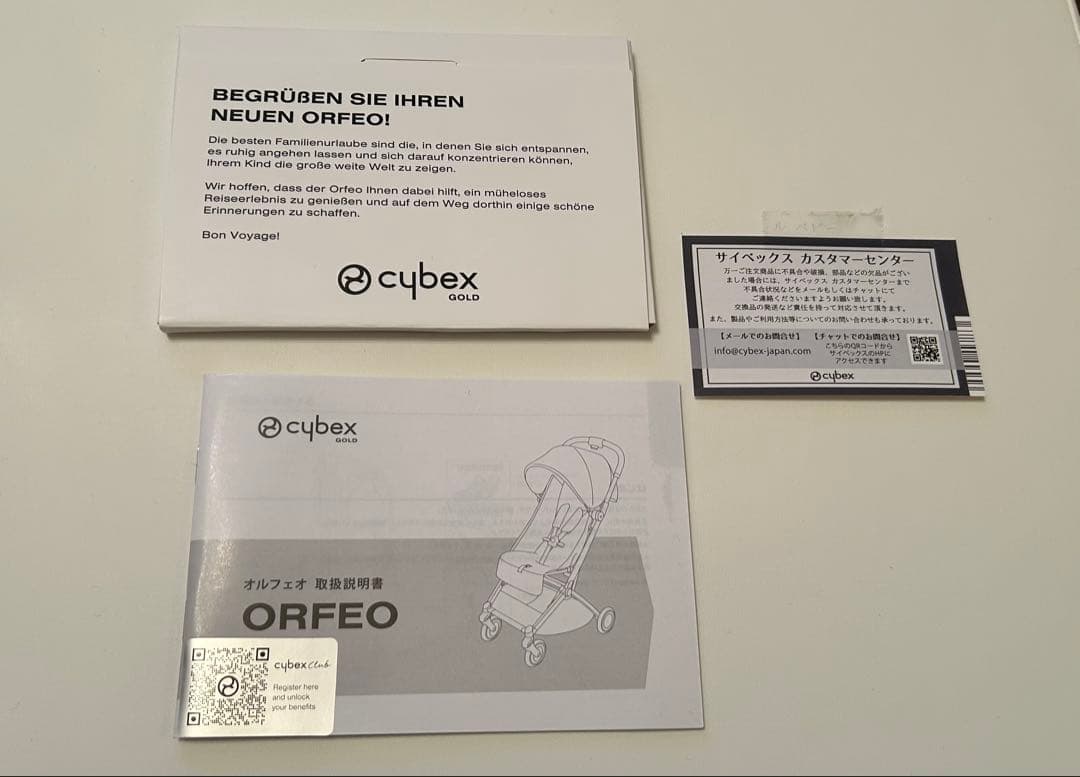 BEGRÜßEN SIE IHREN
NEUEN ORFEO!
Die besten Familienurlaube sind die, in denen Sie sich entspannen,
es ruhig angehen lassen und sich darauf konzentrieren können,
Ihrem Kind die große weite Welt zu zeigen.
Wir hoffen, dass der Orfeo Ihnen dabei hilft, ein müheloses
Reiseerlebnis zu genießen und auf dem Weg dorthin einige schöne
Erinnerungen zu schaffen.
Bon Voyage!
cybex
GOLD
サイベックス カスタマーセンター
万一ご注文商品に不具合や破損、部品などの欠品がござい
ました場合には、サイベックス カスタマーセンターまで
不具合状況などをメールもしくはチャットにて
ご連絡くださいますようお願い致します。
交換品の発送など責任を持って対応させて頂きます。
また、製品やご利用方法等についてのお問い合わせも承っております。
【メールでのお問合せ】 【チャットでのお問合せ】
info@cybex-japan.com
こちらのQRコードから
サイベックスのHPに
アクセスできます
cybex
cybex
GOLD
オルフェオ 取扱説明書
ORFEO
cybex Club
Register here
and unlock
your benefits